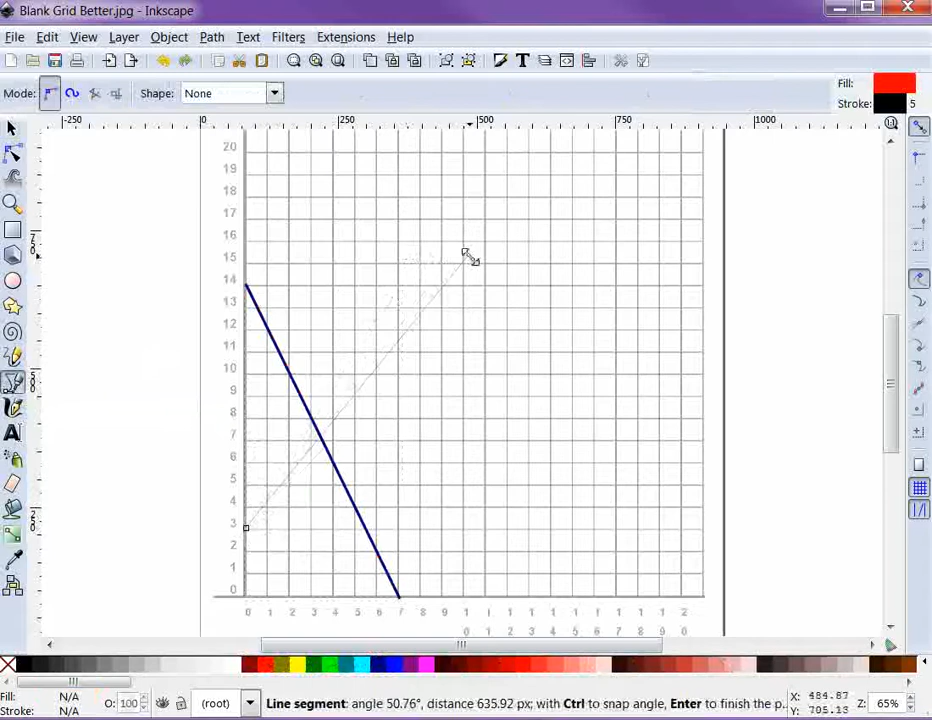 Blank Grid Better.jpg - Inkscape
File Edit View Layer Object Path Text Filters Extensions Help
Mode: Shape: None Fill:
Stroke: 5
-250 0 250 500 750 1000
20
19
18
17
16
15
14
13
12
11
10
9
8
7
6
5
4
3
2
1
0
0 1 2 3 4 5 6 7 8 9 1 1 1 1 1 1 1 1 1 1 2
0 1 2 3 4 5 6 7 8 9 0
Fill: N/A
Stroke: N/A
O: 100 (root) Line segment: angle 50.76°, distance 635.92 px; with Ctrl to snap angle, Enter to finish the p..
X: 484.87
Y: 705.13
Z: 65%